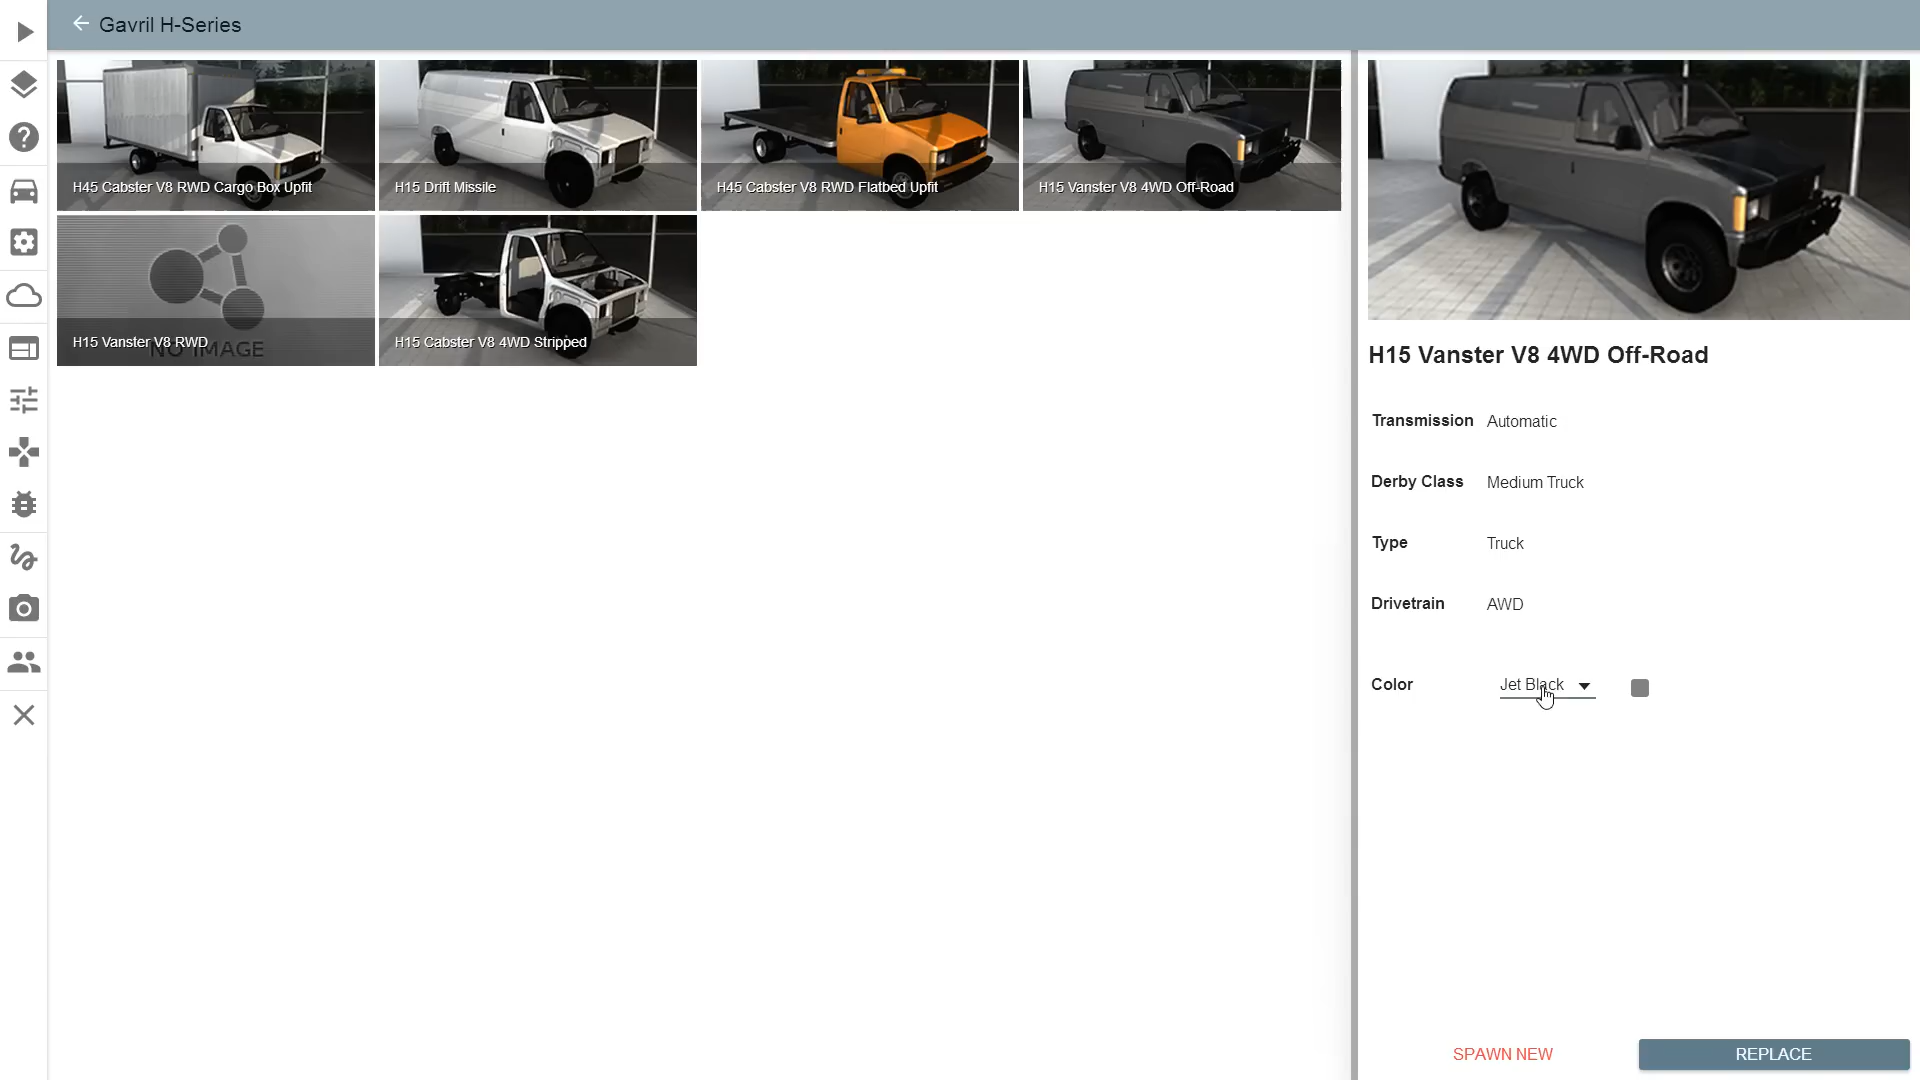 Gavril H-Series
H45 Cabster V8 RWD Cargo Box Upfit
H15 Drift Missile
H45 Cabster V8 RWD Flatbed Upfit
H15 Vanster V8 4WD Off-Road
H15 Vanster V8 RWD
NO IMAGE
H15 Cabster V8 4WD Stripped
H15 Vanster V8 4WD Off-Road
Transmission Automatic
Derby Class Medium Truck
Type Truck
Drivetrain AWD
Color Jet Black
SPAWN NEW
REPLACE